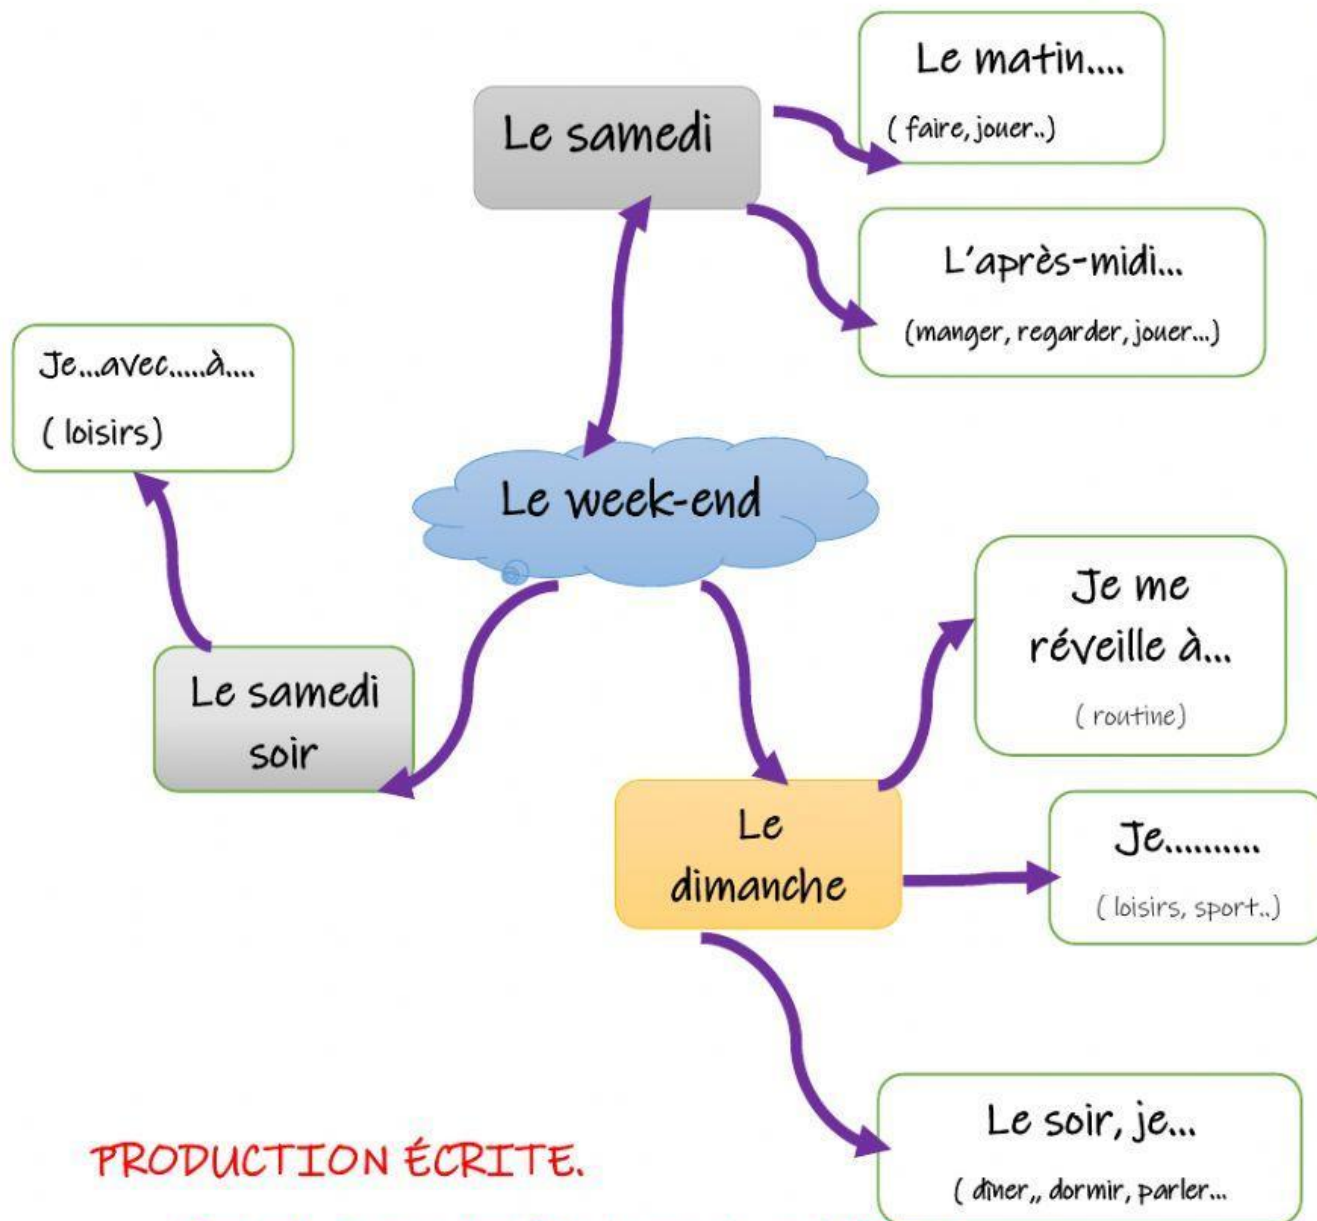 Le matin....
( faire, jouer..)
Le samedi
L'après-midi...
(manger, regarder, jouer...)
Je...avec.....à....
( loisirs)
Le week-end
Je me
réveille à...
( routine)
Le samedi
soir
Le
dimanche
Je..........
( loisirs, sport..)
Le soir, je...
( dîner,, dormir, parler...
PRODUCTION ÉCRITE.